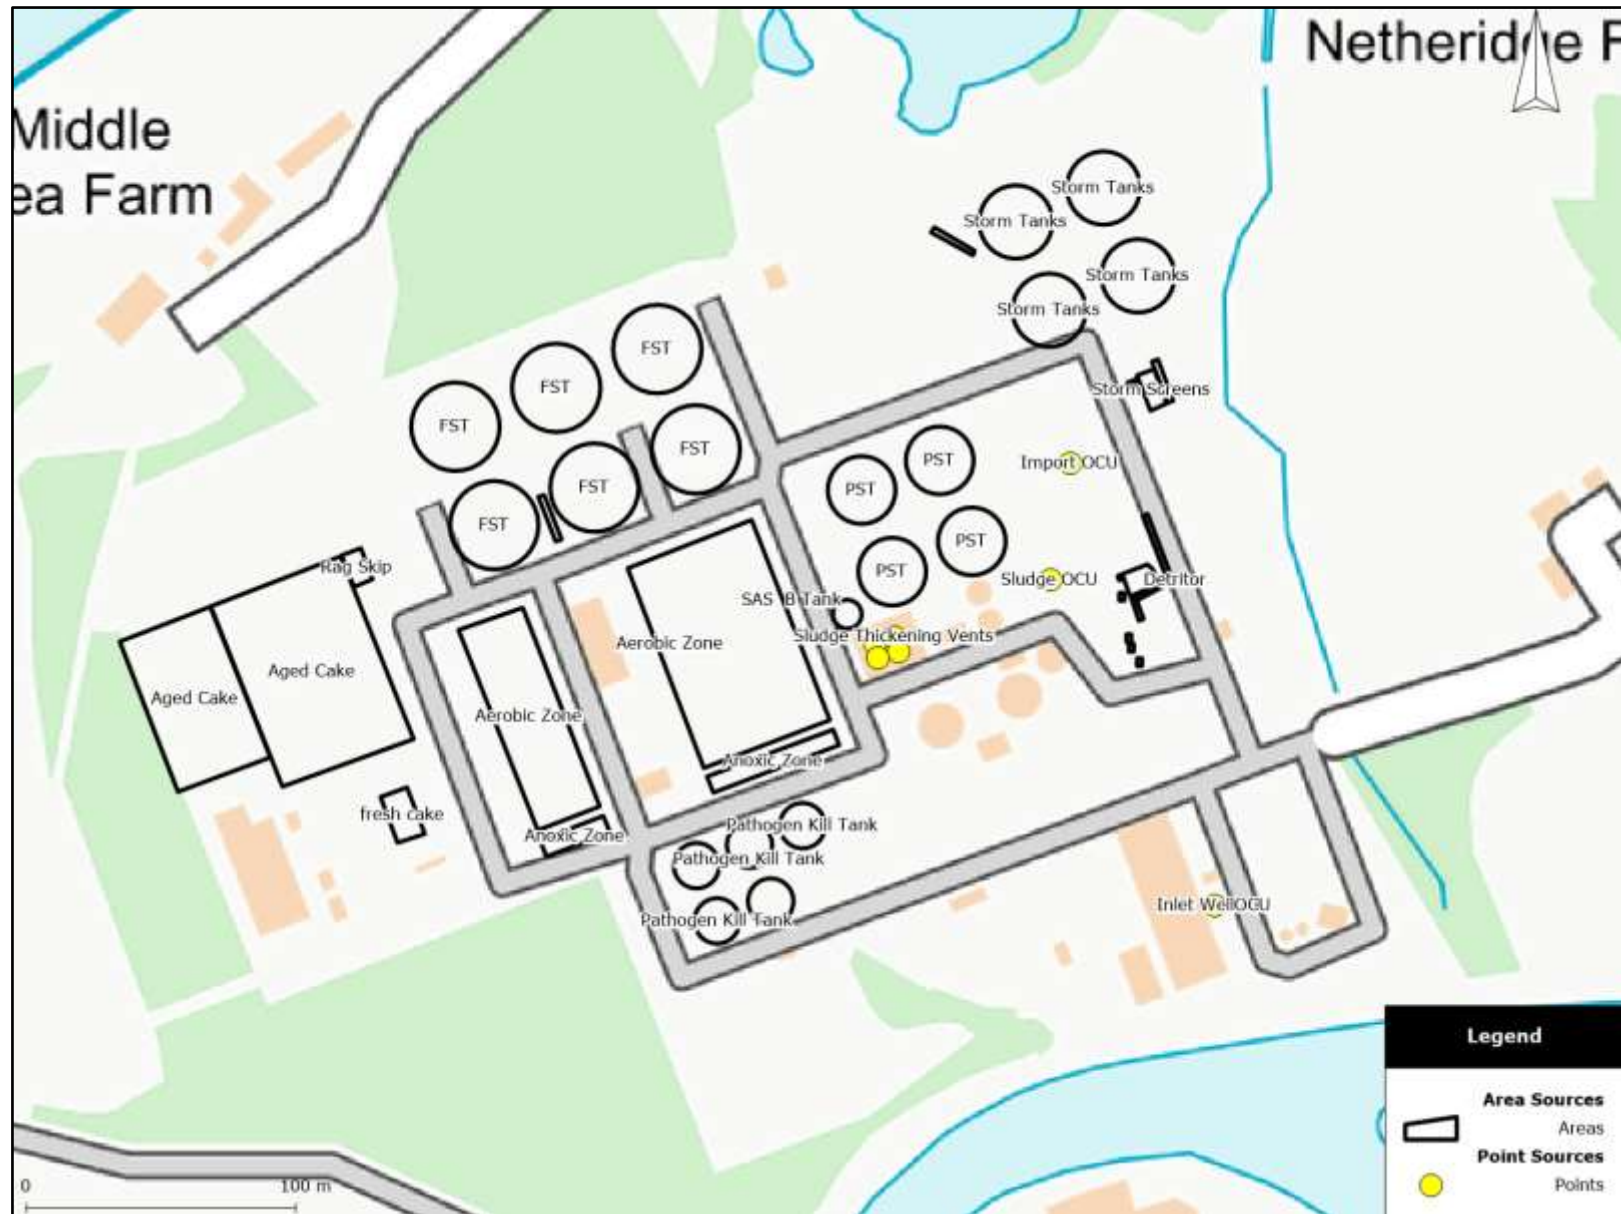 Netheridge F
Middle
ea Farm
Storm Tanks
Storm Tanks
Storm Tanks
Storm Tanks
FST
FST
FST
FST
FST
FST
Storm Screens
PST
PST
PST
PST
Import OCU
Sludge OCU
Detritor
Rag Skip
SAS B Tank
Sludge Thickening Vents
Aerobic Zone
Aged Cake
Aged Cake
Aerobic Zone
Anoxic Zone
fresh cake
Anoxic Zone
Pathogen Kill Tank
Pathogen Kill Tank
Pathogen Kill Tank
Inlet WellOCU
Legend
Area Sources
Areas
Point Sources
Points
0
100 m